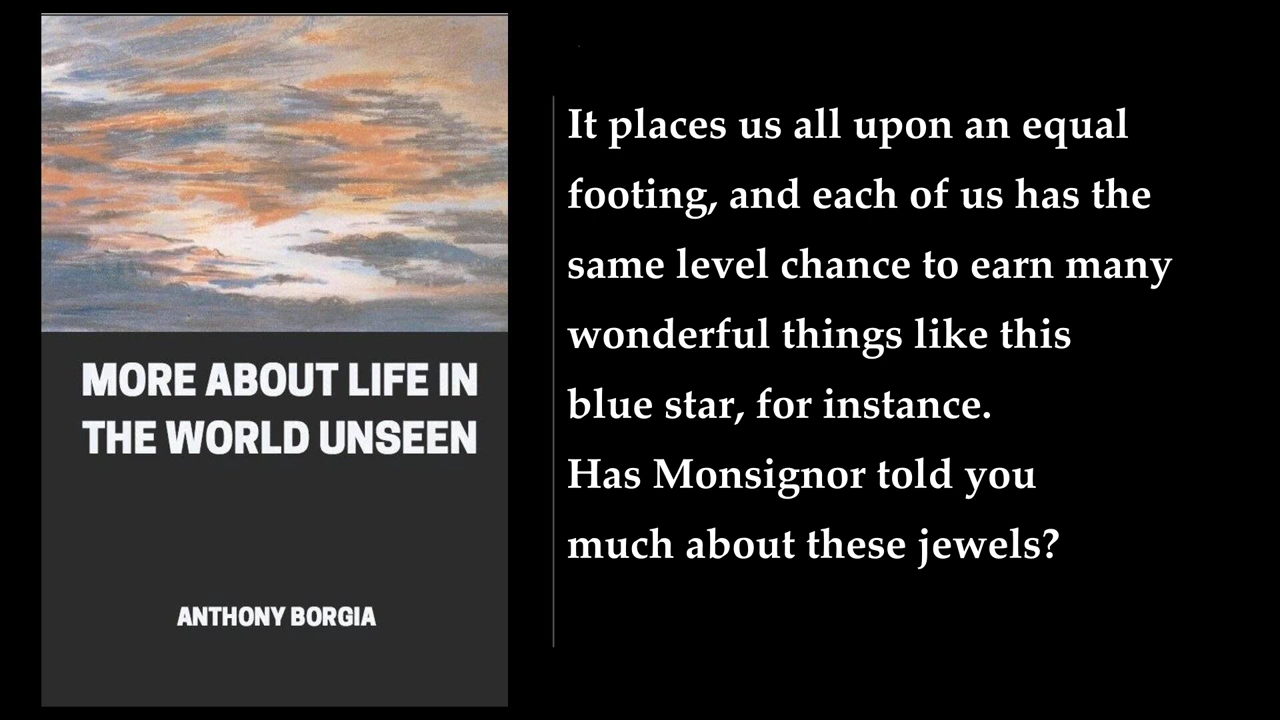 MORE ABOUT LIFE IN
THE WORLD UNSEEN
ANTHONY BORGIA
It places us all upon an equal
footing, and each of us has the
same level chance to earn many
wonderful things like this
blue star, for instance.
Has Monsignor told you
much about these jewels?